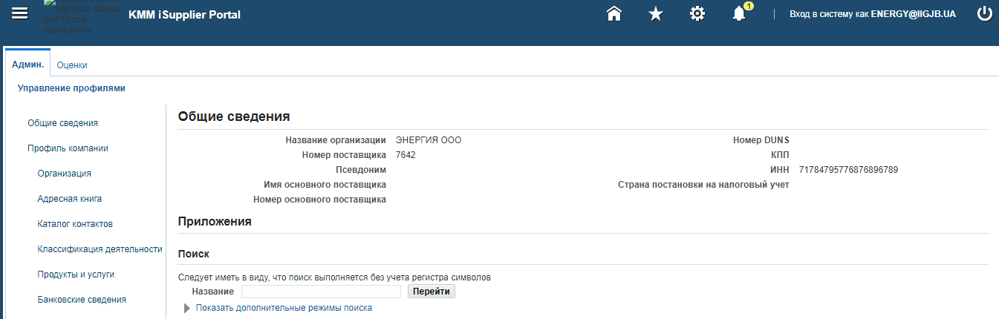 торговая марка
для Oracle
Applications
KMM iSupplier Portal
1
Вход в систему как ENERGY@IIGJB.UA
Админ.
Оценки
Управление профилями
Общие сведения
Профиль компании
Организация
Адресная книга
Каталог контактов
Классификация деятельности
Продукты и услуги
Банковские сведения
Общие сведения
Название организации ЭНЕРГИЯ ООО
Номер DUNS
Номер поставщика 7642
КПП
Псевдоним
ИНН 71784795776876896789
Имя основного поставщика
Страна постановки на налоговый учет
Номер основного поставщика
Приложения
Поиск
Следует иметь в виду, что поиск выполняется без учета регистра символов
Название
Перейти
Показать дополнительные режимы поиска